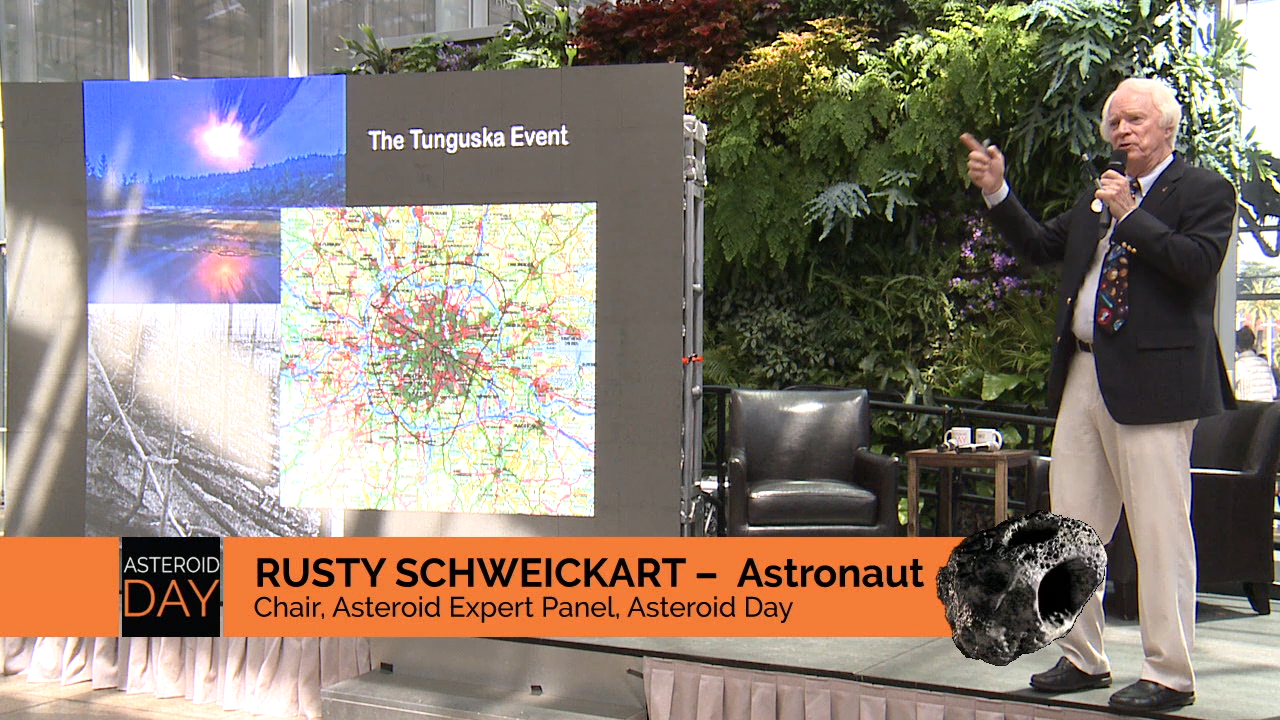 The Tunguska Event
ASTEROID
DAY
RUSTY SCHWEICKART – Astronaut
Chair, Asteroid Expert Panel, Asteroid Day